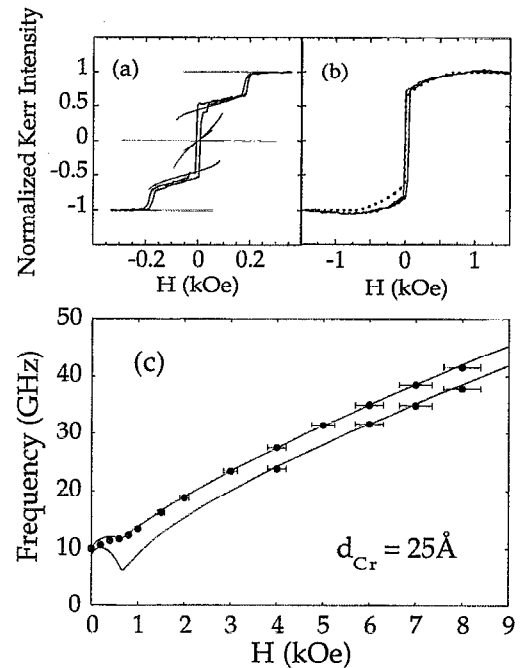 Normalized Kerr Intensity
(a)
(b)
1
0.5
0
-0.5
-1
-0.2 0 0.2
H (kOe)
-1 0 1
H (kOe)
(c)
Frequency (GHz)
50
40
30
20
10
0
d_Cr = 25Å
0 1 2 3 4 5 6 7 8 9
H (kOe)